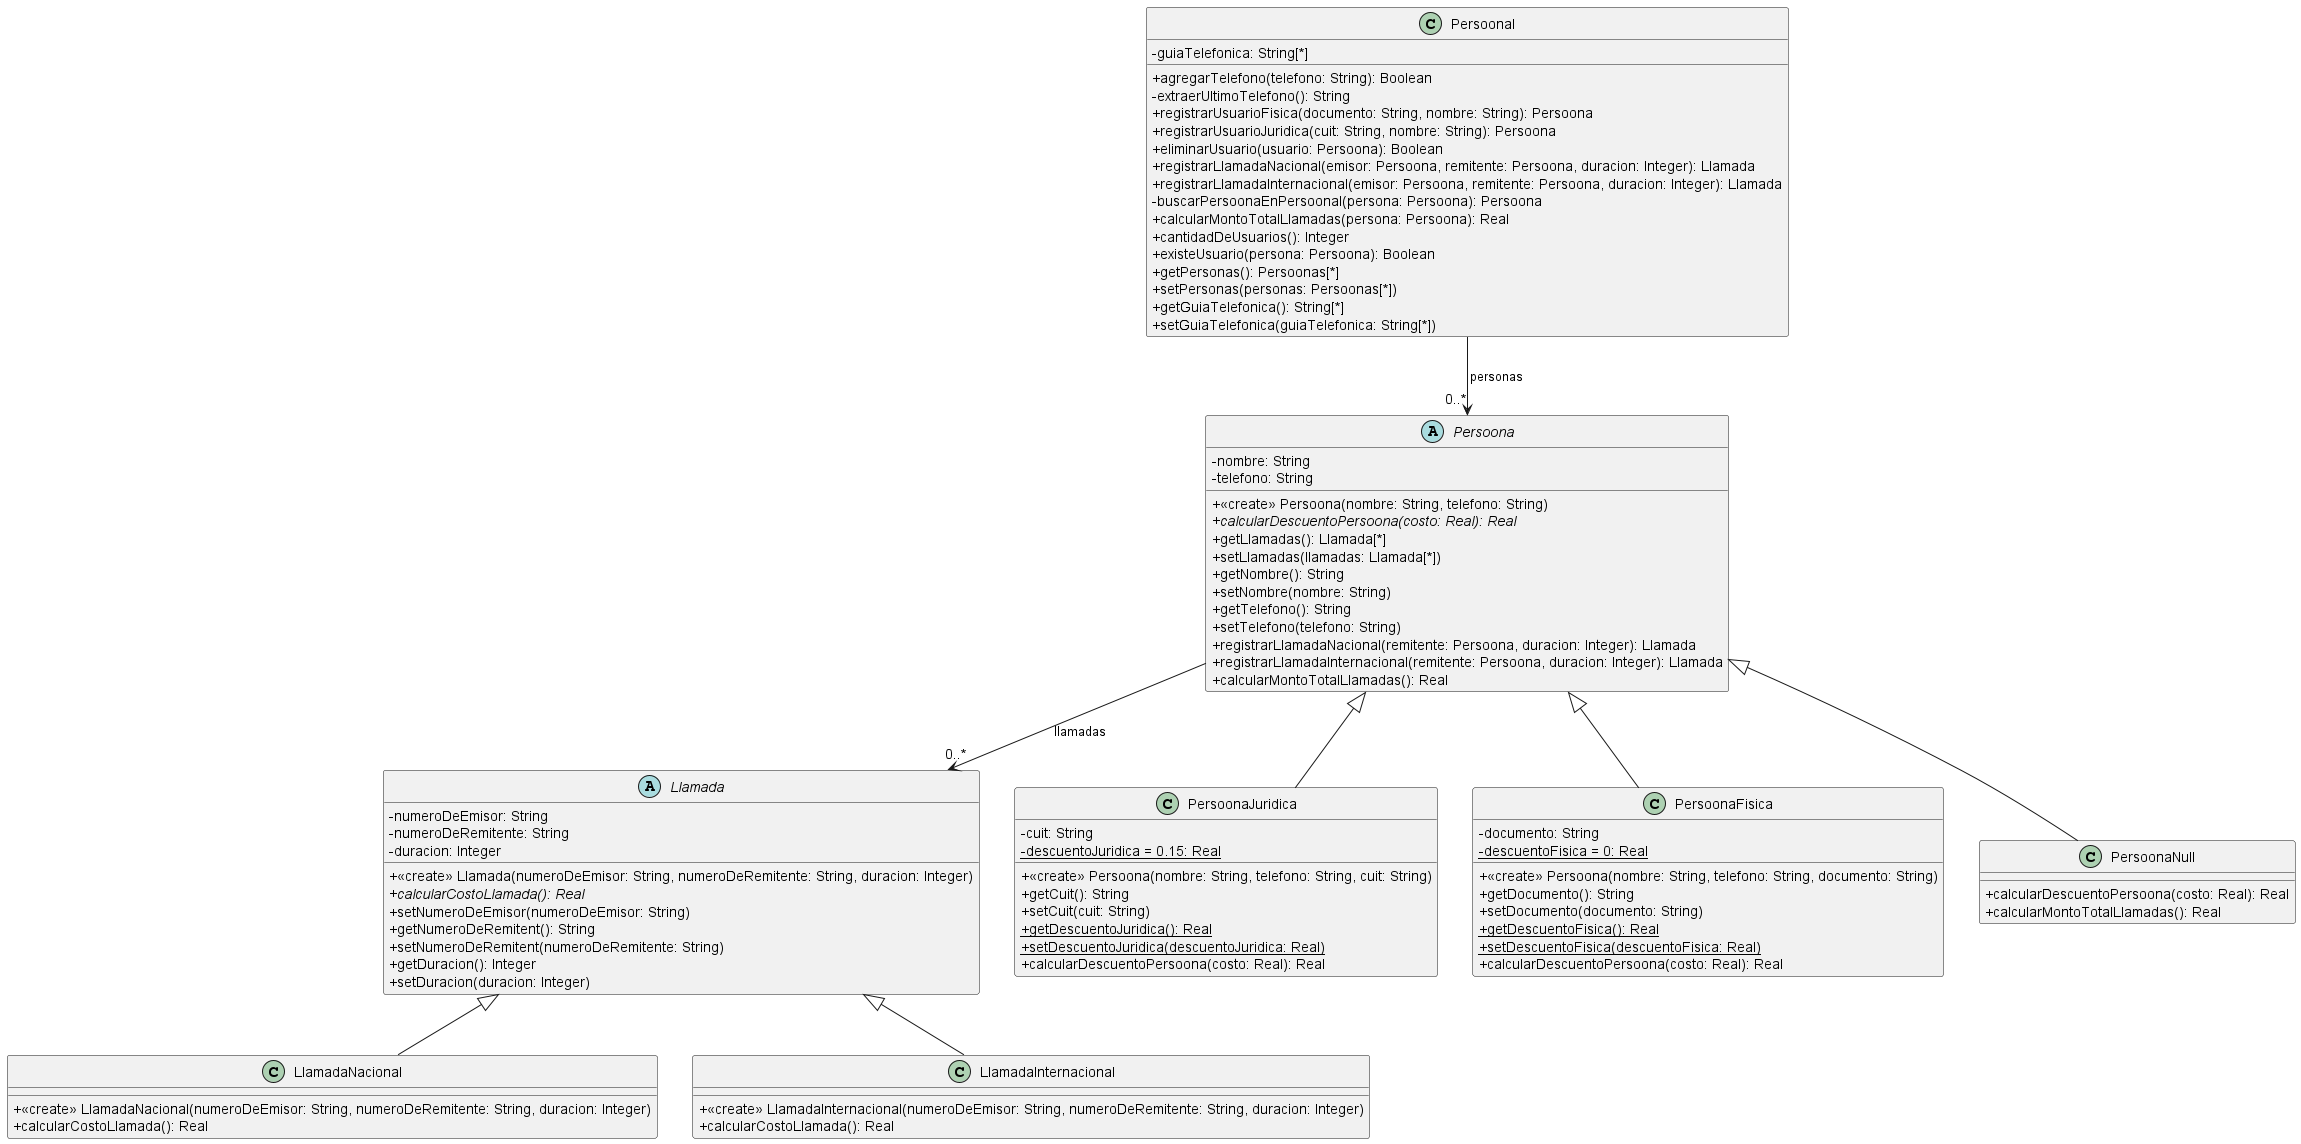 C Persoonal
-guiaTelefonica: String[*]
+agregarTelefono(telefono: String): Boolean
-extraerUltimoTelefono(): String
+registrarUsuarioFisica(documento: String, nombre: String): Persoona
+registrarUsuarioJuridica(cuit: String, nombre: String): Persoona
+eliminarUsuario(usuario: Persoona): Boolean
+registrarLlamadaNacional(emisor: Persoona, remitente: Persoona, duracion: Integer): Llamada
+registrarLlamadaInternacional(emisor: Persoona, remitente: Persoona, duracion: Integer): Llamada
-buscarPersoonaEnPersoonal(persona: Persoona): Persoona
+calcularMontoTotalLlamadas(persona: Persoona): Real
+cantidadDeUsuarios(): Integer
+existeUsuario(persona: Persoona): Boolean
+getPersonas(): Persoonas[*]
+setPersonas(personas: Persoonas[*])
+getGuiaTelefonica(): String[*]
+setGuiaTelefonica(guiaTelefonica: String[*])
personas
0..*
A Persoona
-nombre: String
-telefono: String
+«create» Persoona(nombre: String, telefono: String)
+calcularDescuentoPersoona(costo: Real): Real
+getLlamadas(): Llamada[*]
+setLlamadas(llamadas: Llamada[*])
+getNombre(): String
+setNombre(nombre: String)
+getTelefono(): String
+setTelefono(telefono: String)
+registrarLlamadaNacional(remitente: Persoona, duracion: Integer): Llamada
+registrarLlamadaInternacional(remitente: Persoona, duracion: Integer): Llamada
+calcularMontoTotalLlamadas(): Real
llamadas
0..*
A Llamada
-numeroDeEmisor: String
-numeroDeRemitente: String
-duracion: Integer
+«create» Llamada(numeroDeEmisor: String, numeroDeRemitente: String, duracion: Integer)
+calcularCostoLlamada(): Real
+setNumeroDeEmisor(numeroDeEmisor: String)
+getNumeroDeRemitent(): String
+setNumeroDeRemitent(numeroDeRemitente: String)
+getDuracion(): Integer
+setDuracion(duracion: Integer)
C PersoonaJuridica
-cuit: String
-descuentoJuridica = 0.15: Real
+«create» Persoona(nombre: String, telefono: String, cuit: String)
+getCuit(): String
+setCuit(cuit: String)
+getDescuentoJuridica(): Real
+setDescuentoJuridica(descuentoJuridica: Real)
+calcularDescuentoPersoona(costo: Real): Real
C PersoonaFisica
-documento: String
-descuentoFisica = 0: Real
+«create» Persoona(nombre: String, telefono: String, documento: String)
+getDocumento(): String
+setDocumento(documento: String)
+getDescuentoFisica(): Real
+setDescuentoFisica(descuentoFisica: Real)
+calcularDescuentoPersoona(costo: Real): Real
C PersoonaNull
+calcularDescuentoPersoona(costo: Real): Real
+calcularMontoTotalLlamadas(): Real
C LlamadaNacional
+«create» LlamadaNacional(numeroDeEmisor: String, numeroDeRemitente: String, duracion: Integer)
+calcularCostoLlamada(): Real
C LlamadaInternacional
+«create» LlamadaInternacional(numeroDeEmisor: String, numeroDeRemitente: String, duracion: Integer)
+calcularCostoLlamada(): Real